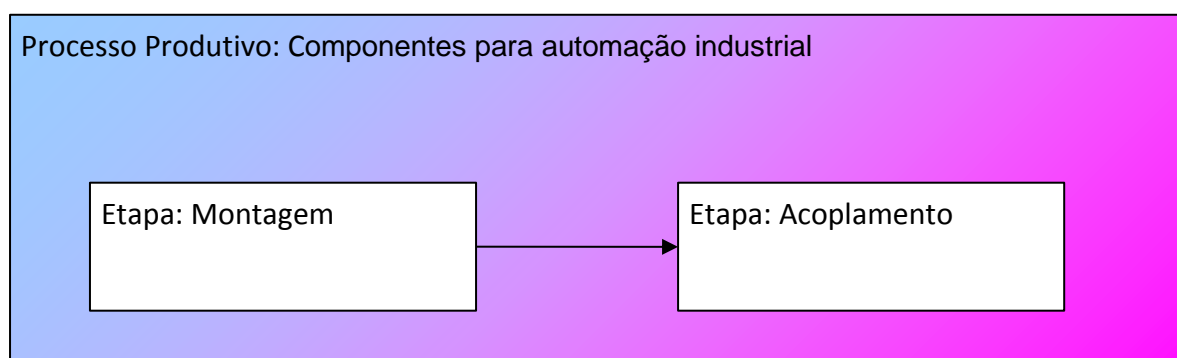 Processo Produtivo: Componentes para automação industrial
Etapa: Montagem
Etapa: Acoplamento